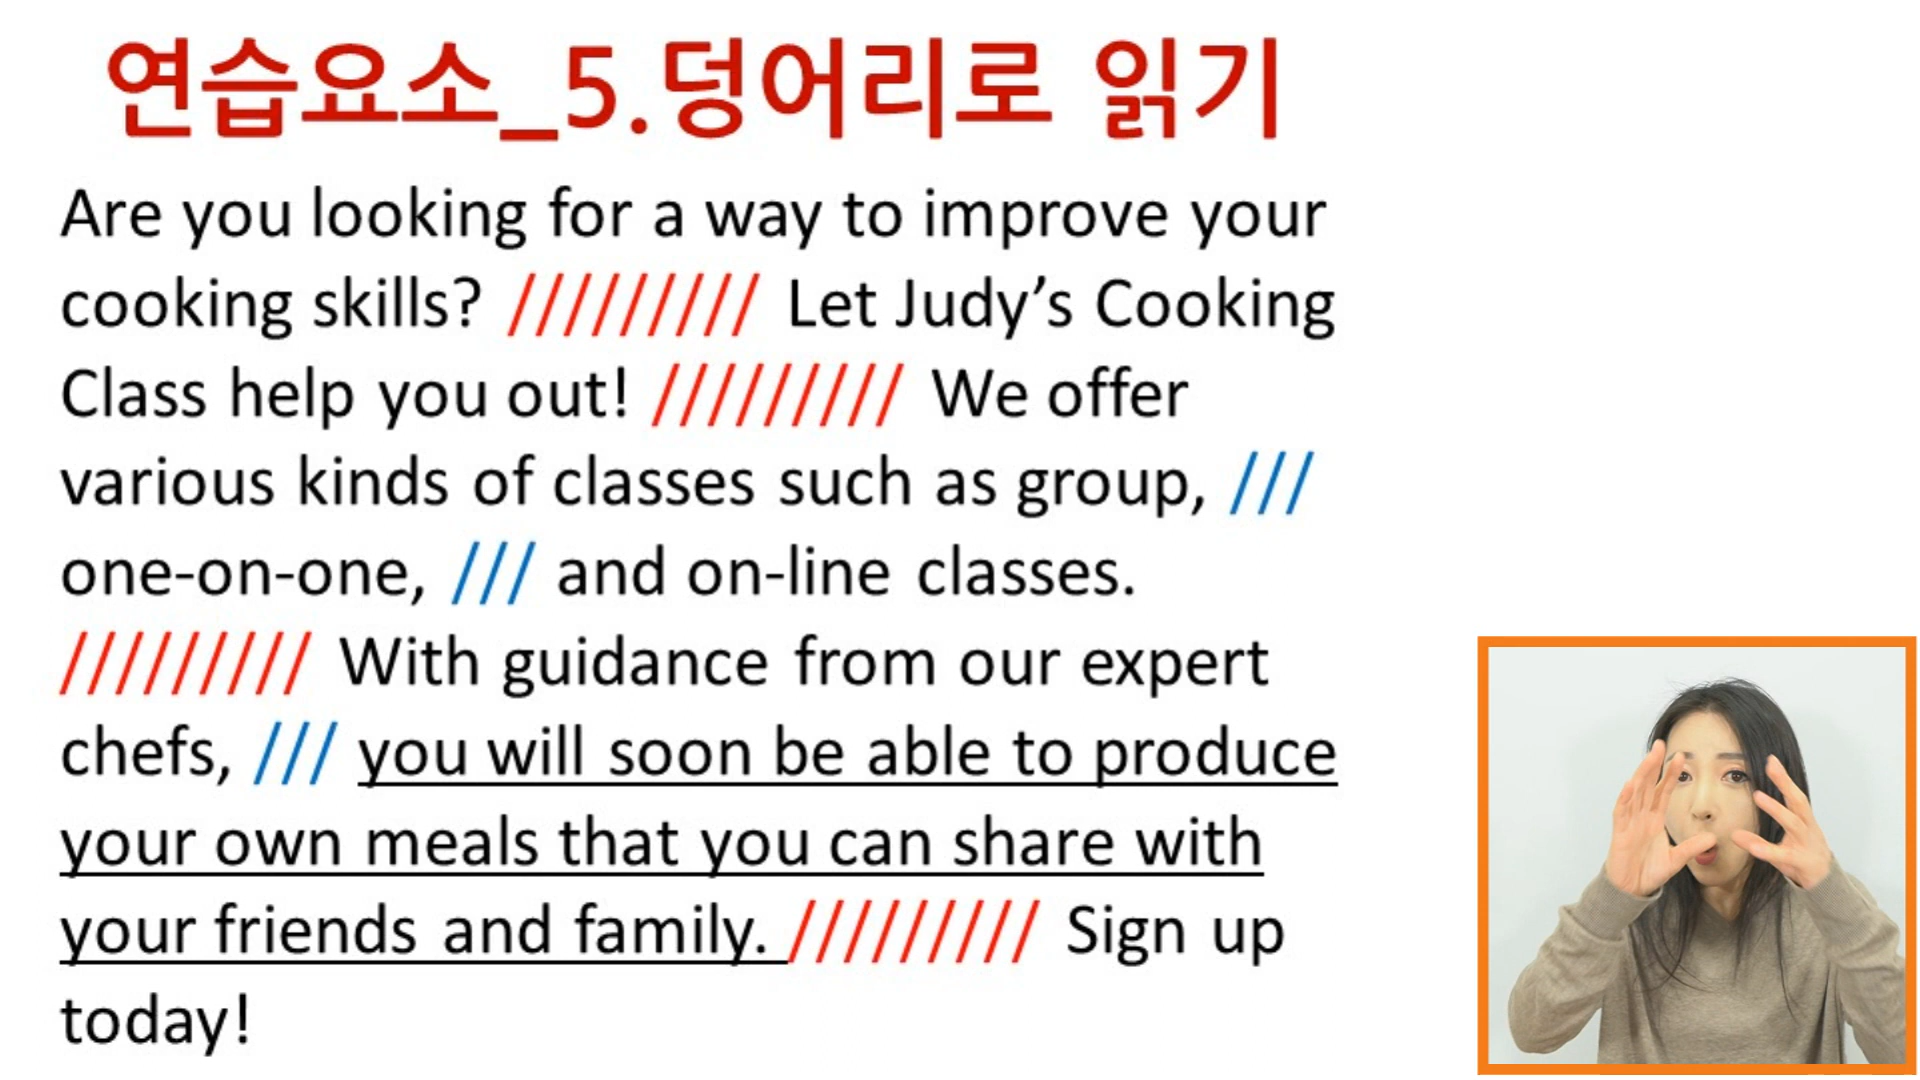 연습요소_5.덩어리로 읽기
Are you looking for a way to improve your
cooking skills? ///////// Let Judy’s Cooking
Class help you out! ///////// We offer
various kinds of classes such as group, ///
one-on-one, /// and on-line classes.
///////// With guidance from our expert
chefs, /// you will soon be able to produce
your own meals that you can share with
your friends and family. ///////// Sign up
today!